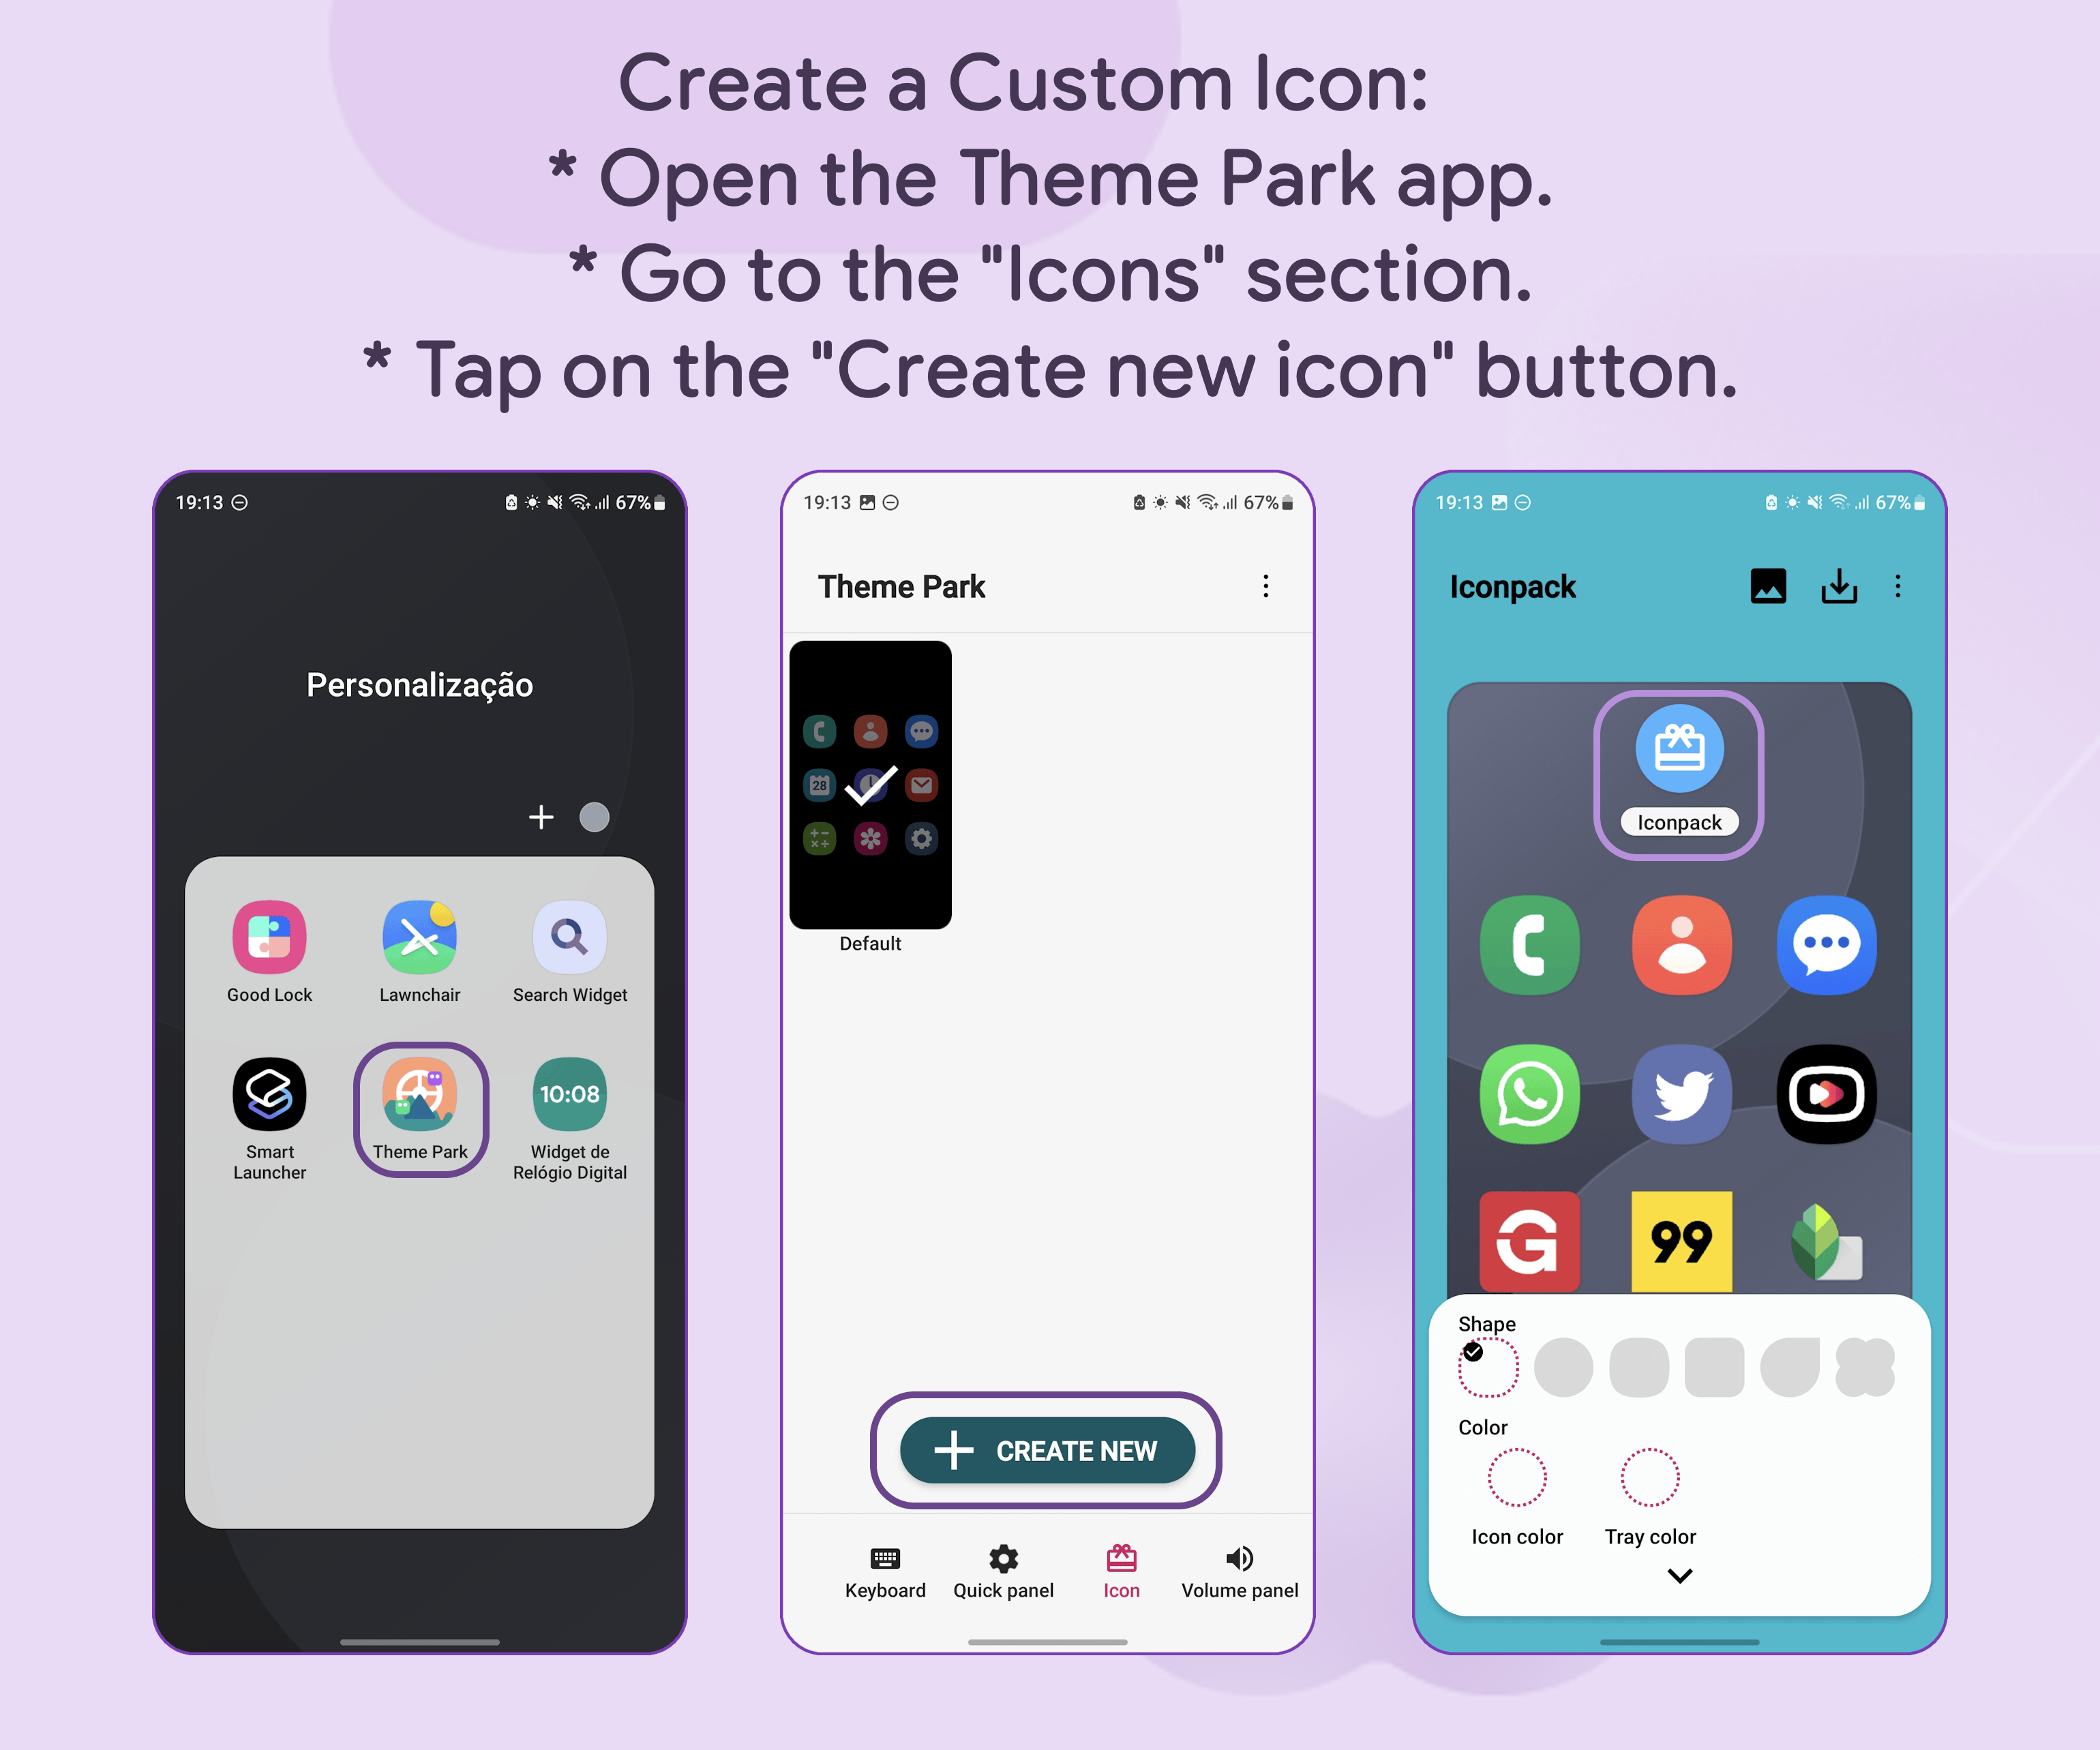 Create a Custom Icon:
* Open the Theme Park app.
* Go to the "Icons" section.
* Tap on the "Create new icon" button.
19:13
67%
Personalização
Good Lock
Lawnchair
Search Widget
10:08
Smart
Launcher
Theme Park
Widget de
Relógio Digital
19:13
67%
Theme Park
28
Default
CREATE NEW
Keyboard
Quick panel
Icon
Volume panel
19:13
67%
Iconpack
Iconpack
G
99
Shape
Color
Icon color
Tray color